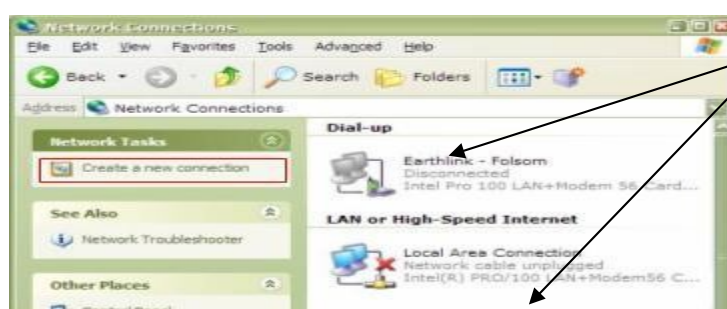 Network Connections
File Edit View Favorites Tools Advanced Help
Back Search Folders
Address Network Connections
Network Tasks
Create a new connection
See Also
Network Troubleshooter
Other Places
Dial-up
Earthlink - Folsom
Disconnected
Intel Pro 100 LAN+Modem 56 Card...
LAN or High-Speed Internet
Local Area Connection
Network cable unplugged
Intel(R) PRO/100 LAN+Modem56 C...